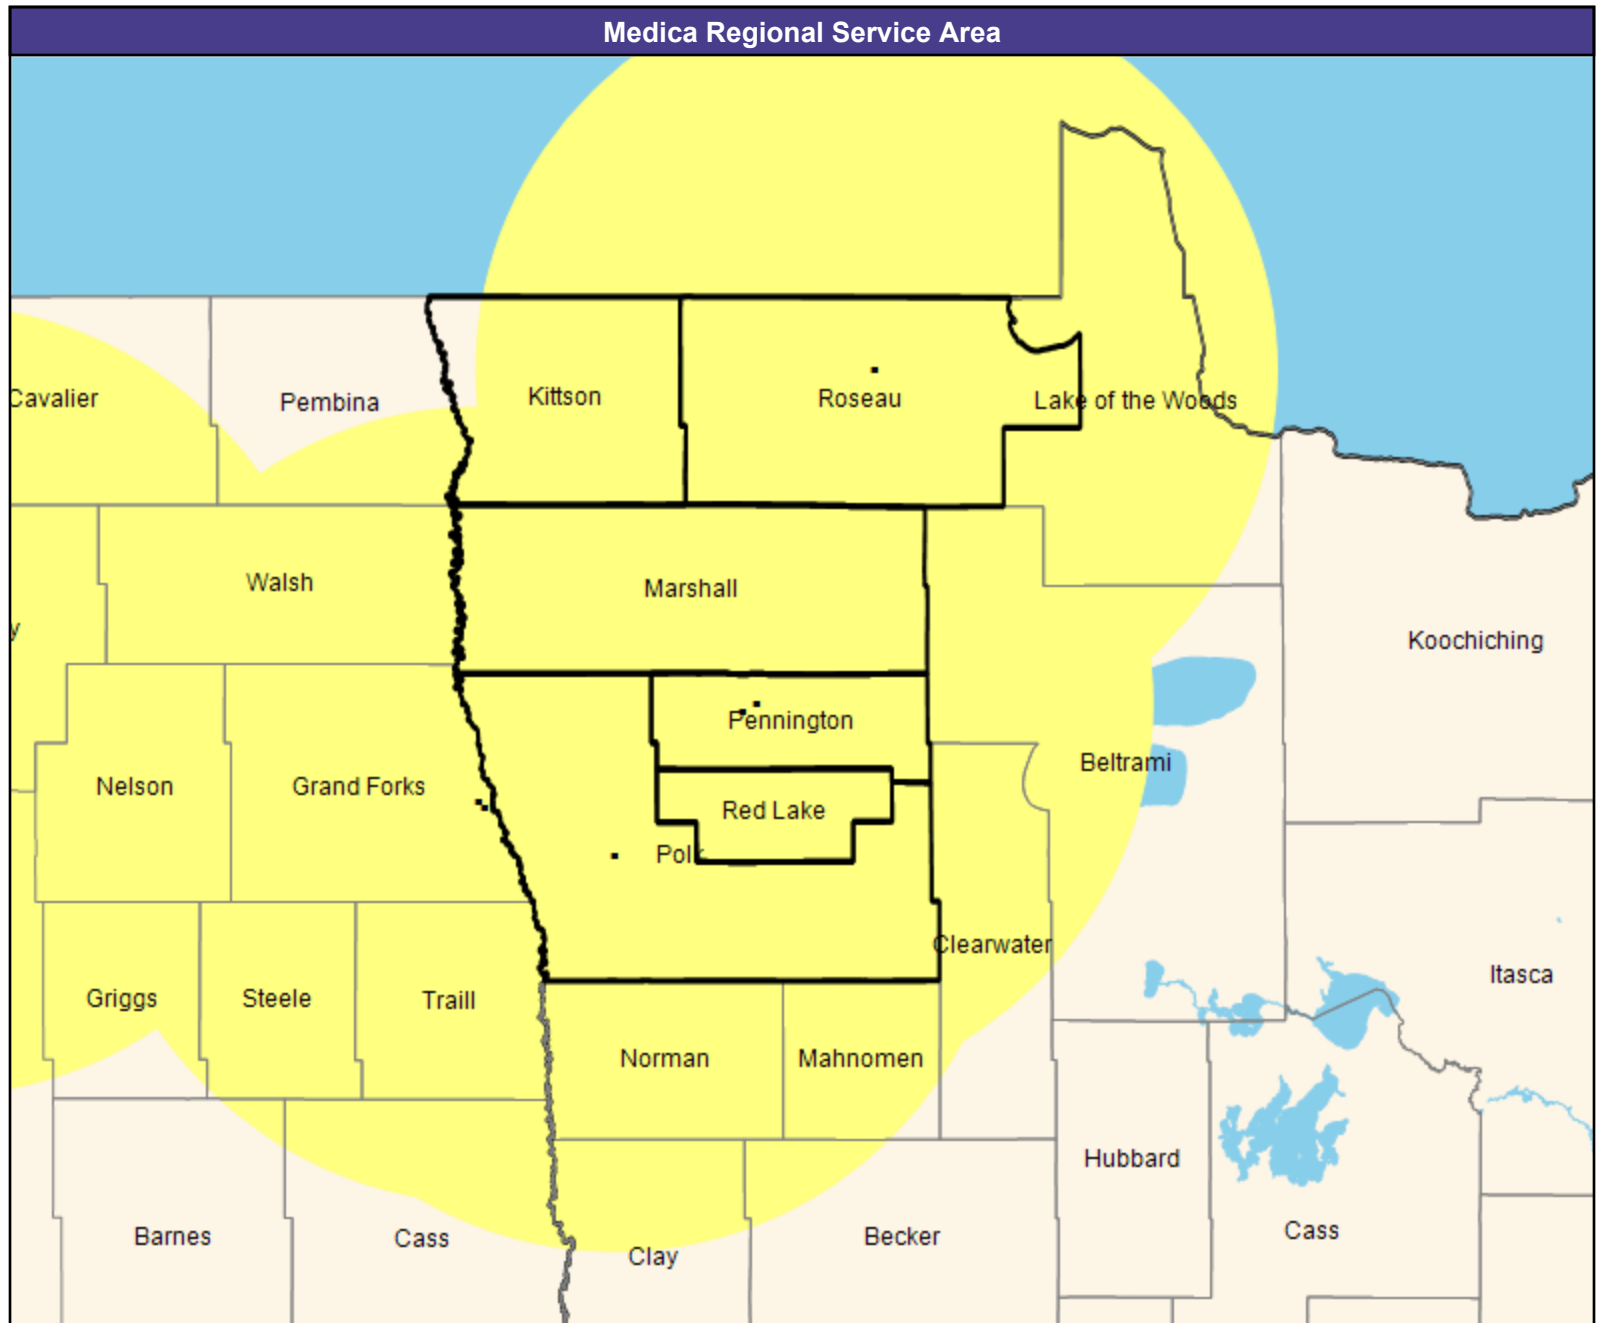 Medica Regional Service Area
Cavalier
Pembina
Kittson
Roseau
Lake of the Woods
Walsh
Marshall
y
Koochiching
Pennington
Beltrami
Nelson
Grand Forks
Red Lake
Polk
Clearwater
Griggs
Steele
Traill
Itasca
Norman
Mahnomen
Hubbard
Barnes
Cass
Clay
Becker
Cass